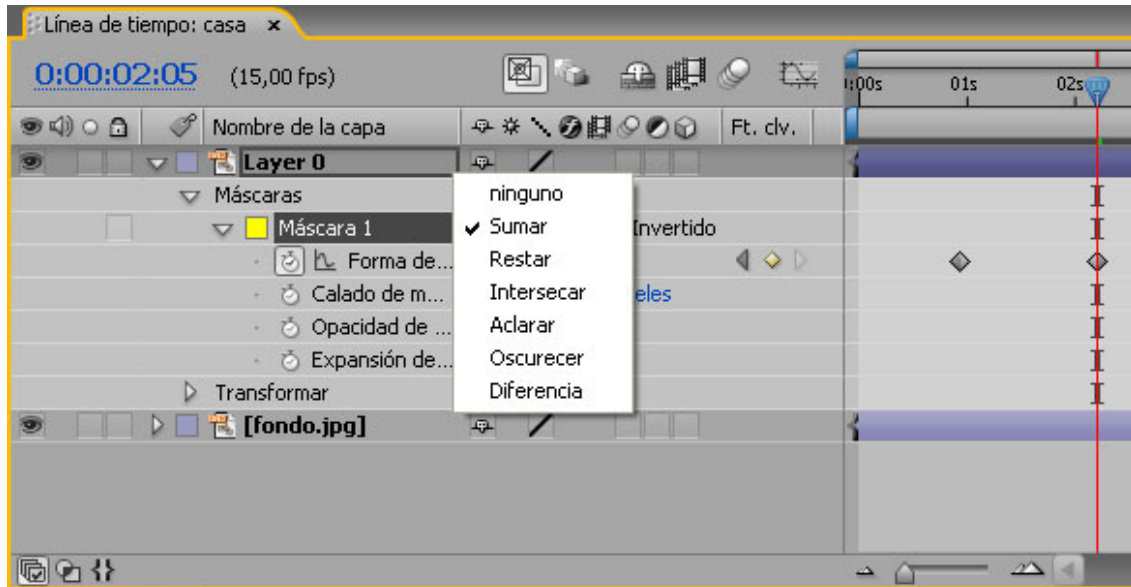 Línea de tiempo: casa ×
0:00:02:05 (15,00 fps)
:00s 01s 02s
Nombre de la capa Ft. clv.
Layer 0
Máscaras
Máscara 1 Invertido
Forma de...
Calado de m... eles
Opacidad de ...
Expansión de...
Transformar
[fondo.jpg]
ninguno
Sumar
Restar
Intersecar
Aclarar
Oscurecer
Diferencia